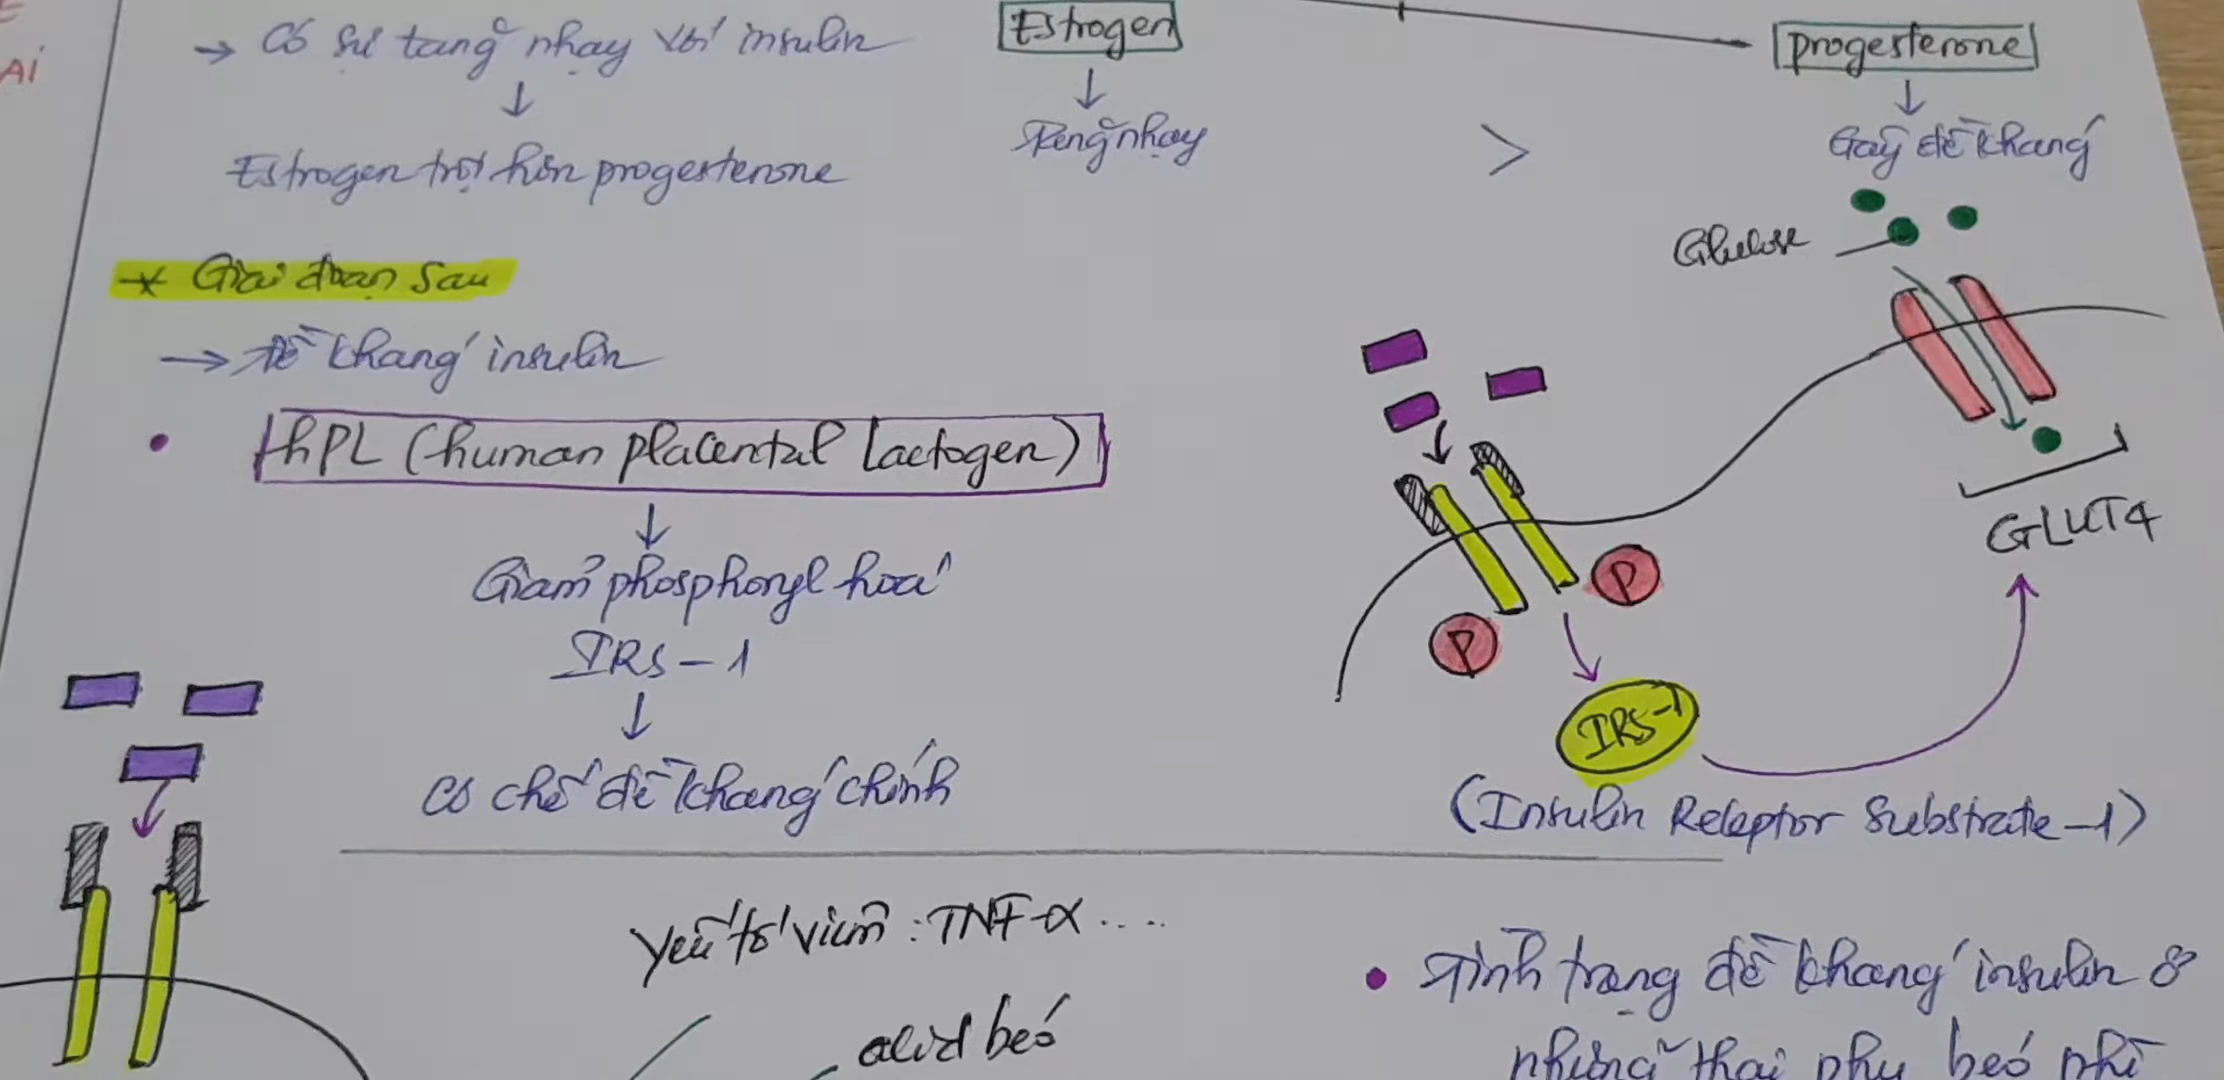 AI
→ Có sự tăng nhạy với insulin
↓
Estrogen trội hơn progesterone
Estrogen
↓
Tăng nhạy
>
progesterone
↓
Gây đề kháng
* Giai đoạn sau
→ Đề kháng insulin
• hPL (human placental lactogen)
↓
Giảm phosphoryl hoá
IRS-1
↓
Cơ chế đề kháng chính
Glucose
GLUT4
P
P
IRS-1
(Insulin Receptor Substrate-1)
Yếu tố viêm: TNF-α.....
acid béo
• Tình trạng đề kháng insulin ở
những thai phụ béo phì